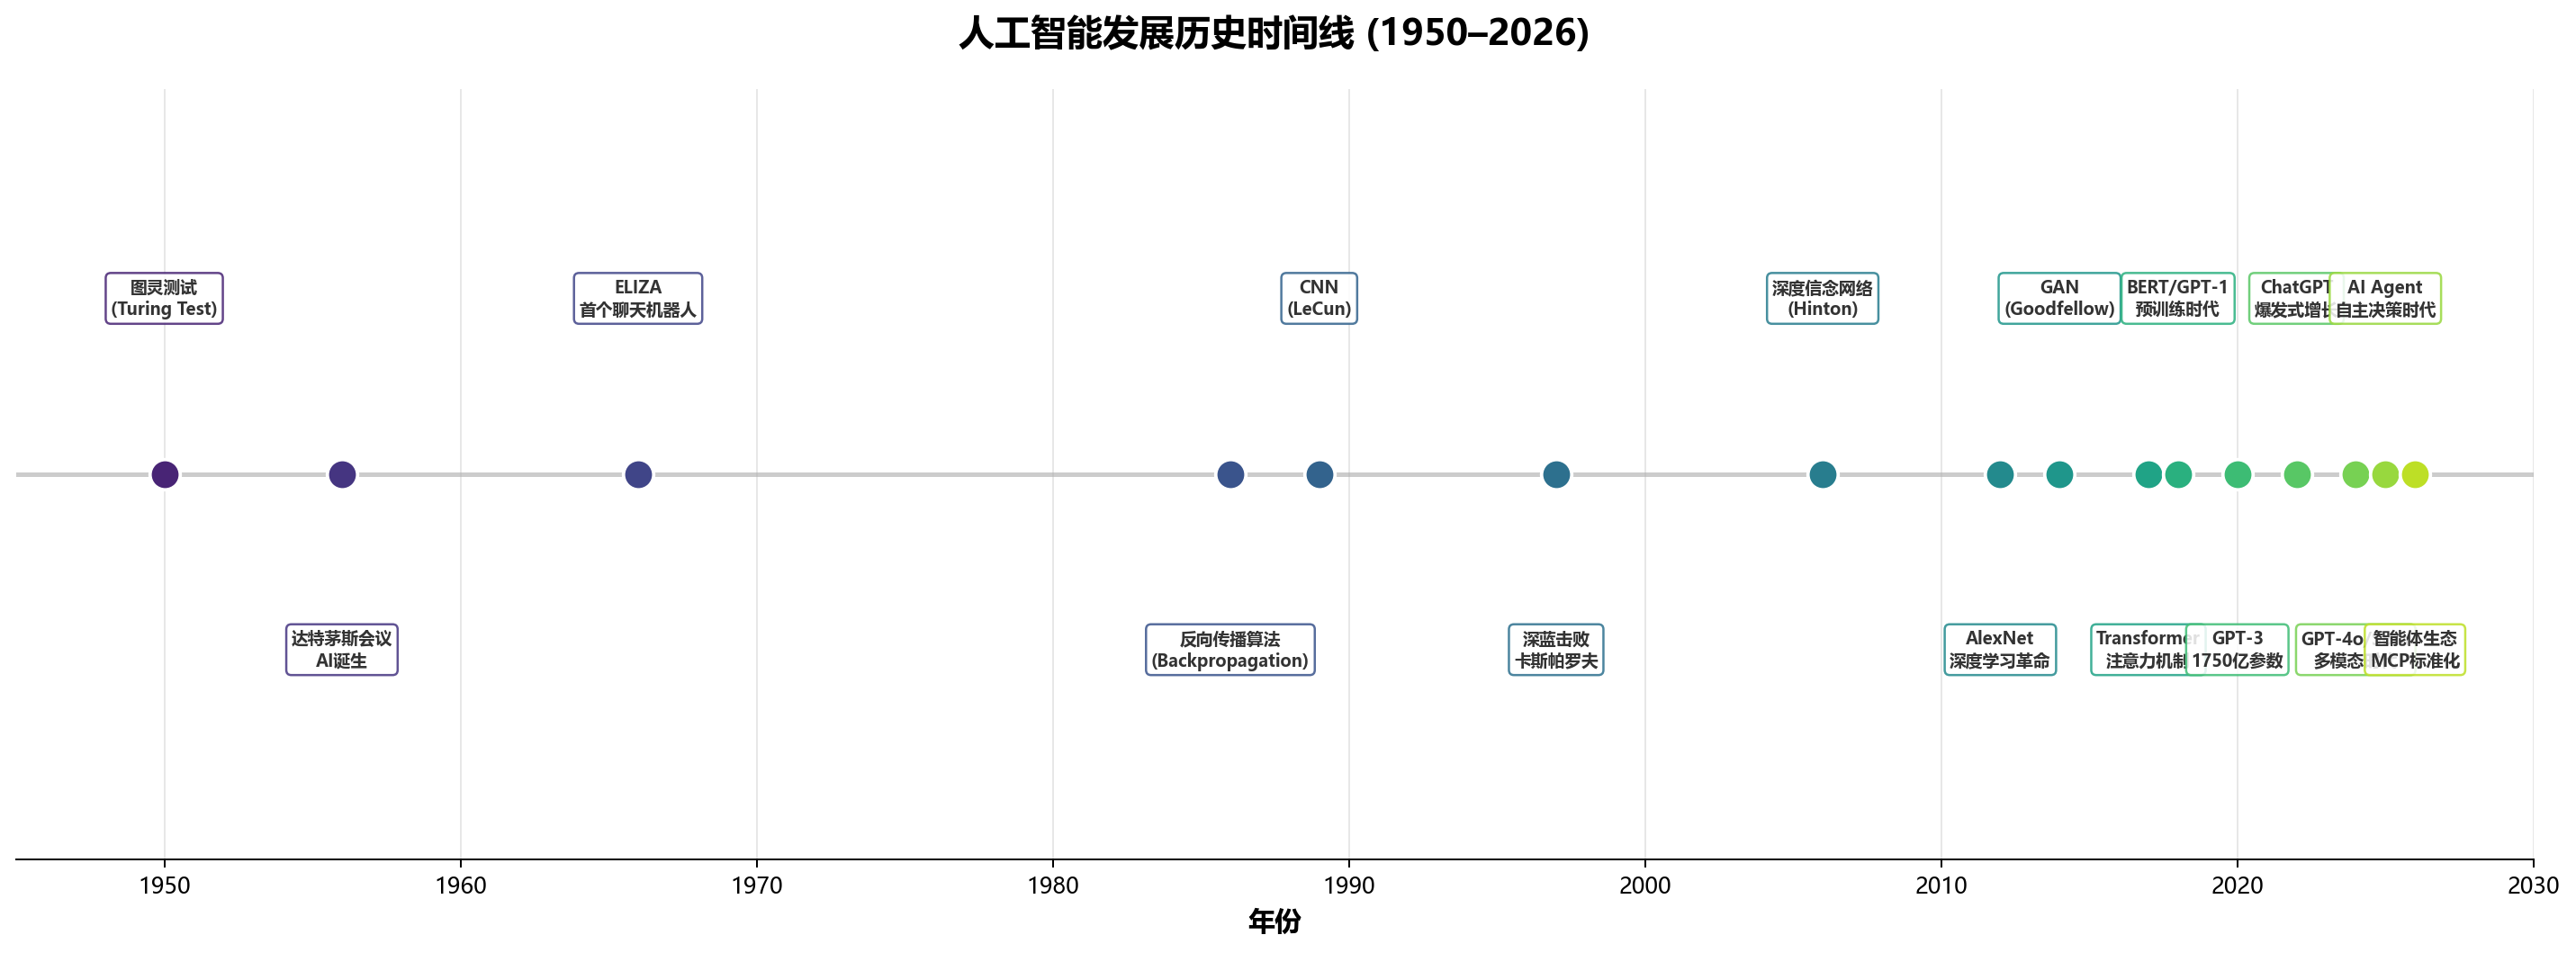 人工智能发展历史时间线 (1950–2026)
图灵测试
(Turing Test)
ELIZA
首个聊天机器人
CNN
(LeCun)
深度信念网络
(Hinton)
GAN
(Goodfellow)
BERT/GPT-1
预训练时代
ChatGPT
爆发式增长
AI Agent
自主决策时代
达特茅斯会议
AI诞生
反向传播算法
(Backpropagation)
深蓝击败
卡斯帕罗夫
AlexNet
深度学习革命
Transformer
注意力机制
GPT-3
1750亿参数
GPT-4o/
多模态
智能体生态
MCP标准化
1950
1960
1970
1980
1990
2000
2010
2020
2030
年份